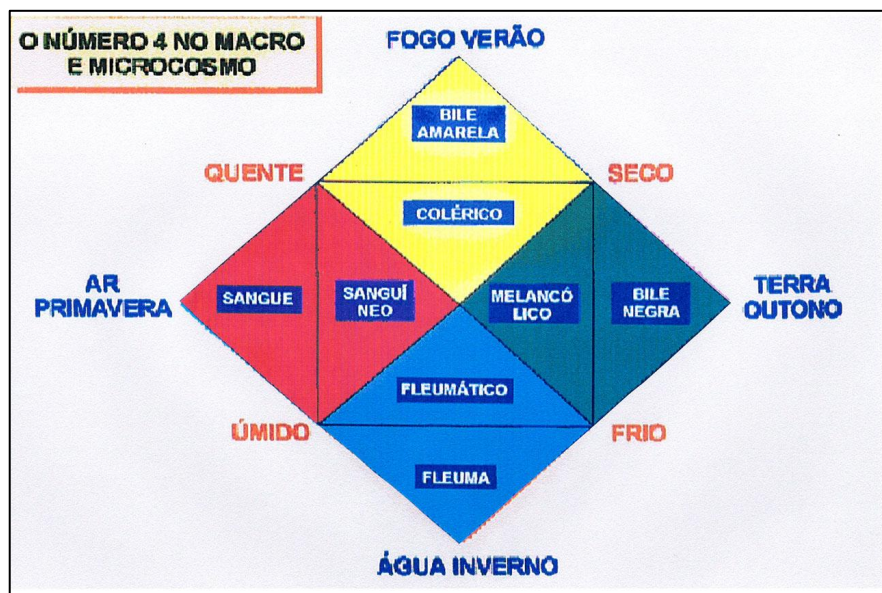 O NÚMERO 4 NO MACRO
E MICROCOSMO
FOGO VERÃO
BILE
AMARELA
QUENTE
SECO
COLÉRICO
AR
PRIMAVERA
SANGUE
SANGUÍ
NEO
MELANCÓ
LICO
BILE
NEGRA
TERRA
OUTONO
FLEUMÁTICO
ÚMIDO
FRIO
FLEUMA
ÁGUA INVERNO